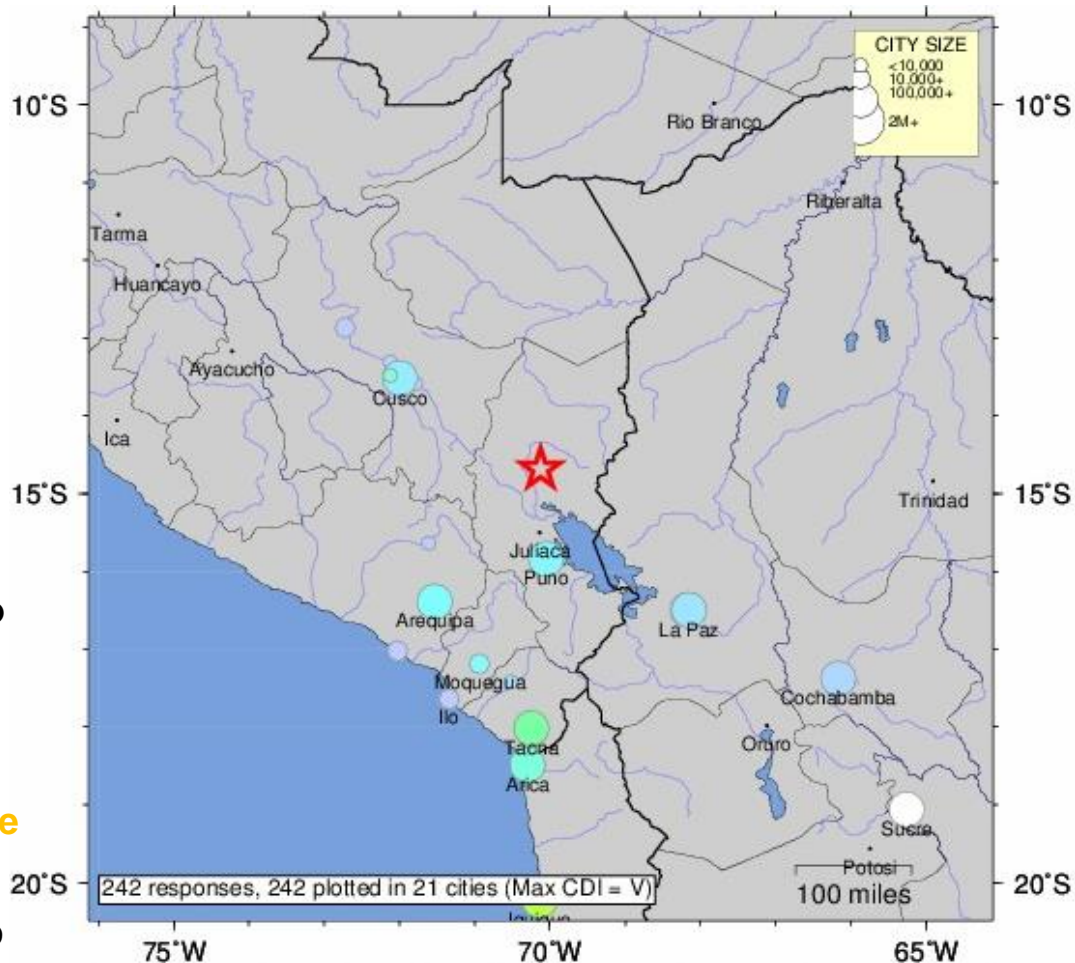 CITY SIZE
<10,000
10,000+
100,000+
2M+
10°S
10°S
Rio Branco
Riberalta
Tarma
Huancayo
Ayacucho
Cusco
Ica
15°S
15°S
Trinidad
Juliaca
Puno
Arequipa
La Paz
Moquegua
Cochabamba
Ilo
Oruro
Tacna
Arica
Sucre
e
Potosi
100 miles
242 responses, 242 plotted in 21 cities (Max CDI = V)
Iquique
20°S
20°S
75°W
70°W
65°W